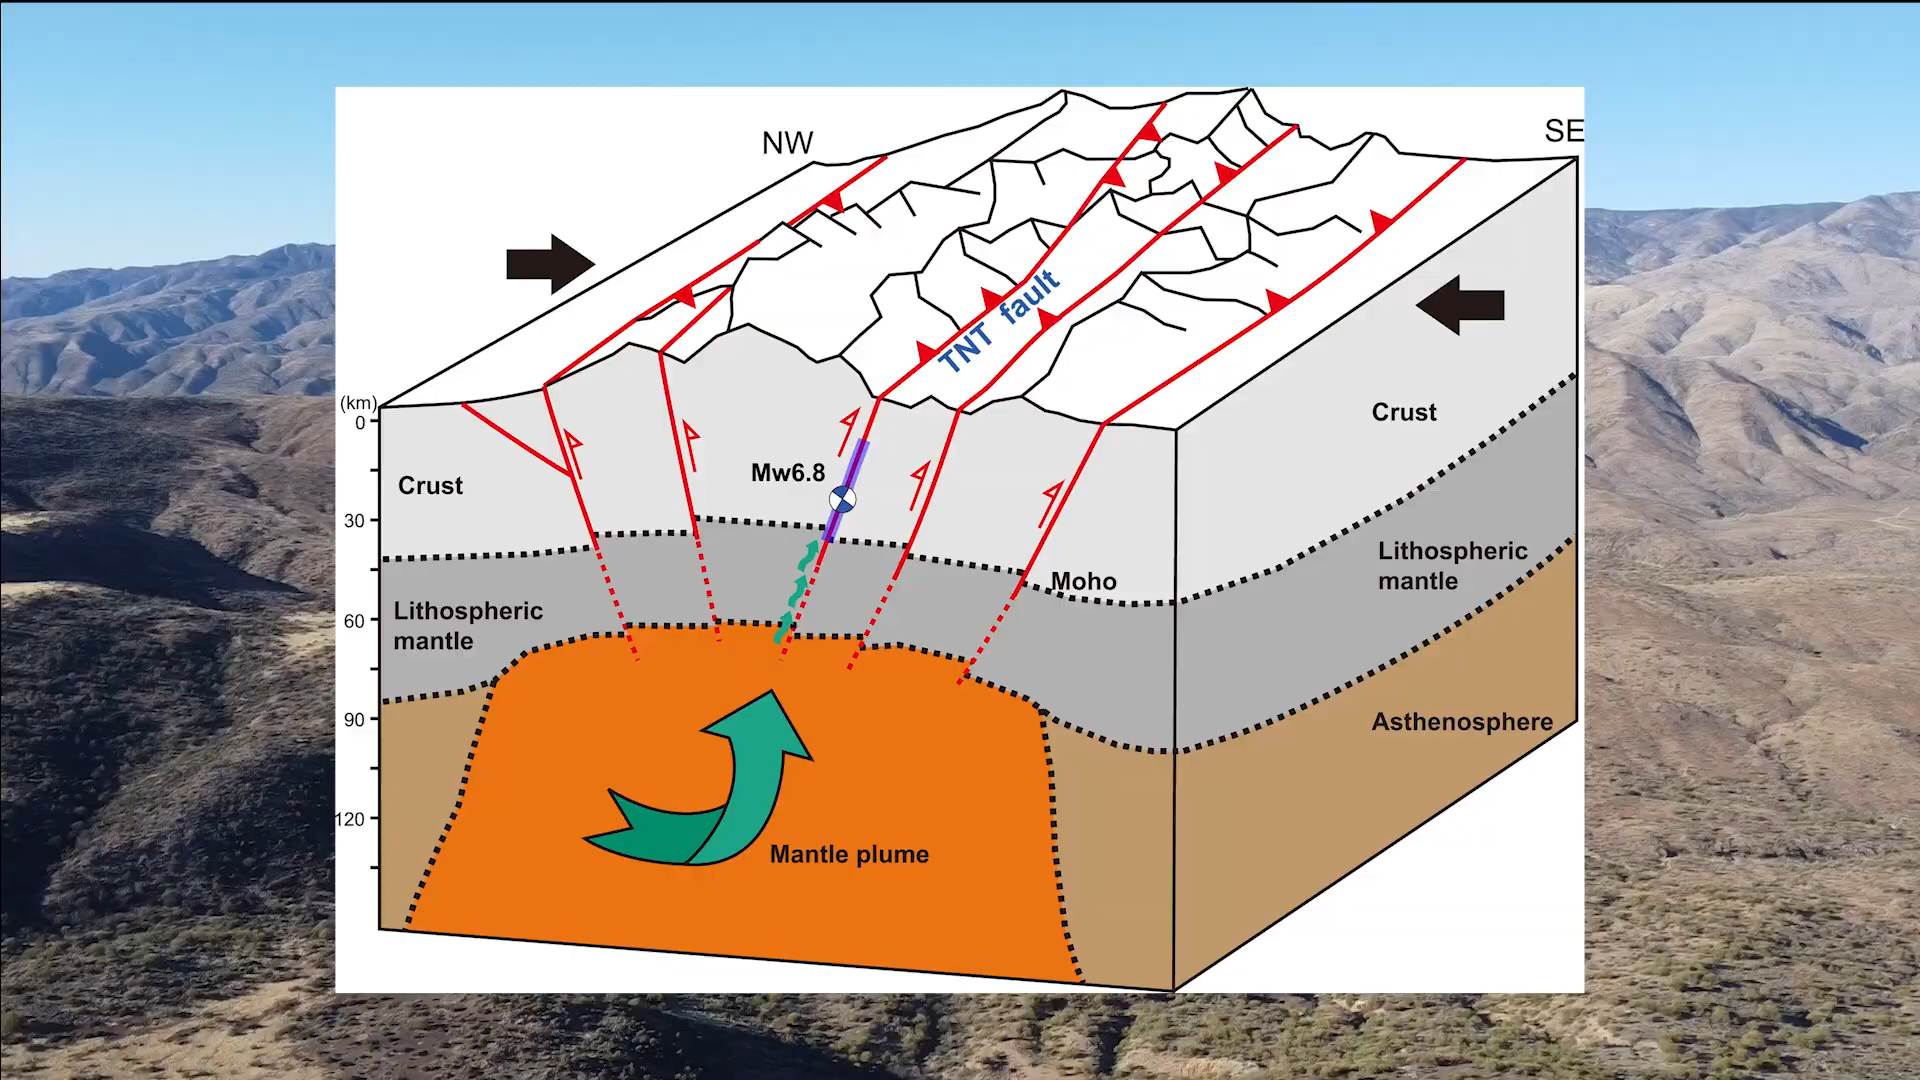 NW
SE
TNT fault
(km)
0
30
60
90
120
Crust
Crust
Mw6.8
Lithospheric
mantle
Lithospheric
mantle
Moho
Asthenosphere
Mantle plume